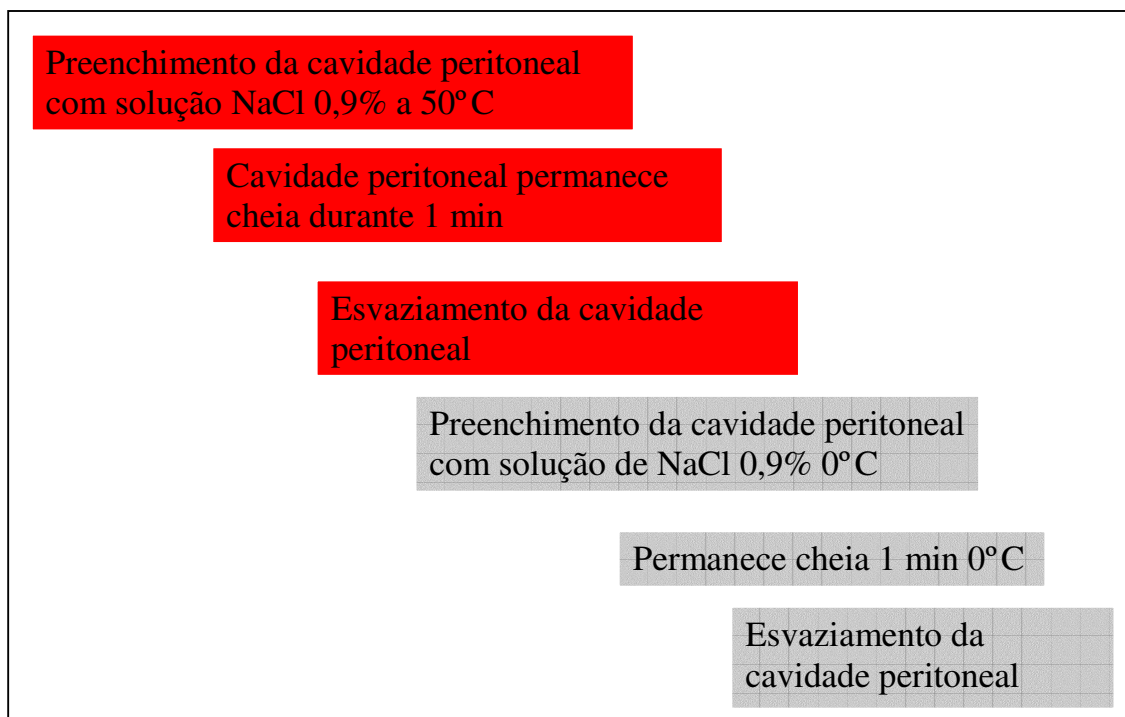 Preenchimento da cavidade peritoneal
com solução NaCl 0,9% a 50ºC
Cavidade peritoneal permanece
cheia durante 1 min
Esvaziamento da cavidade
peritoneal
Preenchimento da cavidade peritoneal
com solução de NaCl 0,9% 0ºC
Permanece cheia 1 min 0ºC
Esvaziamento da
cavidade peritoneal